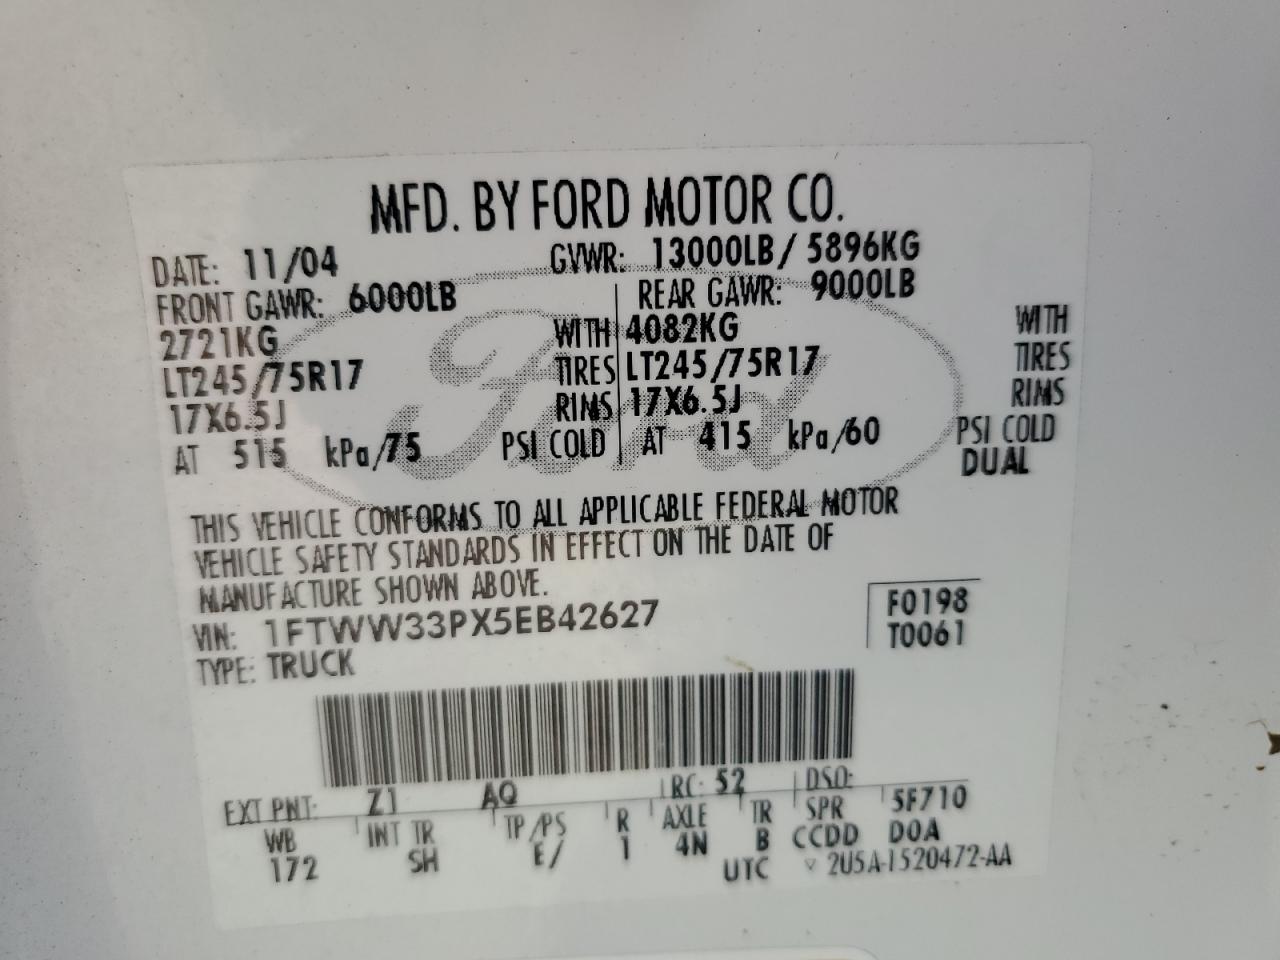 MFD. BY FORD MOTOR CO.
DATE: 11/04 GVWR: 13000LB/ 5896KG
FRONT GAWR: 6000LB REAR GAWR: 9000LB
2721KG WITH 4082KG WITH
LT245/75R17 TIRES LT245/75R17 TIRES
17X6.5J RIMS 17X6.5J RIMS
AT 515 kPa/75 PSI COLD AT 415 kPa/60 PSI COLD
DUAL
Ford
THIS VEHICLE CONFORMS TO ALL APPLICABLE FEDERAL MOTOR
VEHICLE SAFETY STANDARDS IN EFFECT ON THE DATE OF
MANUFACTURE SHOWN ABOVE.
VIN: 1FTWW33PX5EB42627
TYPE: TRUCK
F0198
T0061
EXT PNT: Z1 AQ RC: 52 DSO:
WB INT TR TP/PS R AXLE TR SPR 5F710
172 SH E/ 1 4N B CCDD DOA
UTC ▽ 2U5A-1520472-AA